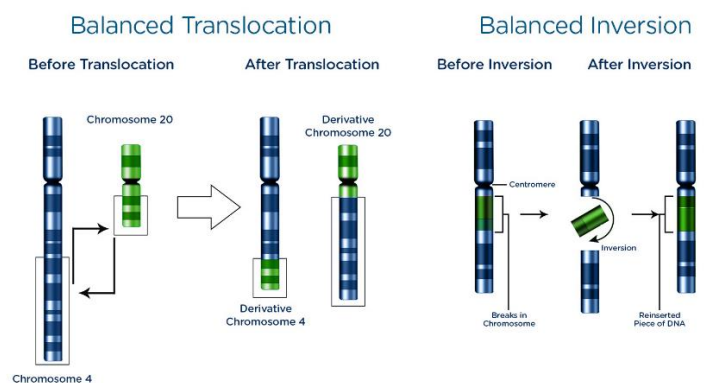 Balanced Translocation
Before Translocation
After Translocation
Chromosome 20
Derivative
Chromosome 20
Derivative
Chromosome 4
Chromosome 4
Balanced Inversion
Before Inversion
After Inversion
Centromere
Inversion
Breaks in
Chromosome
Reinserted
Piece of DNA